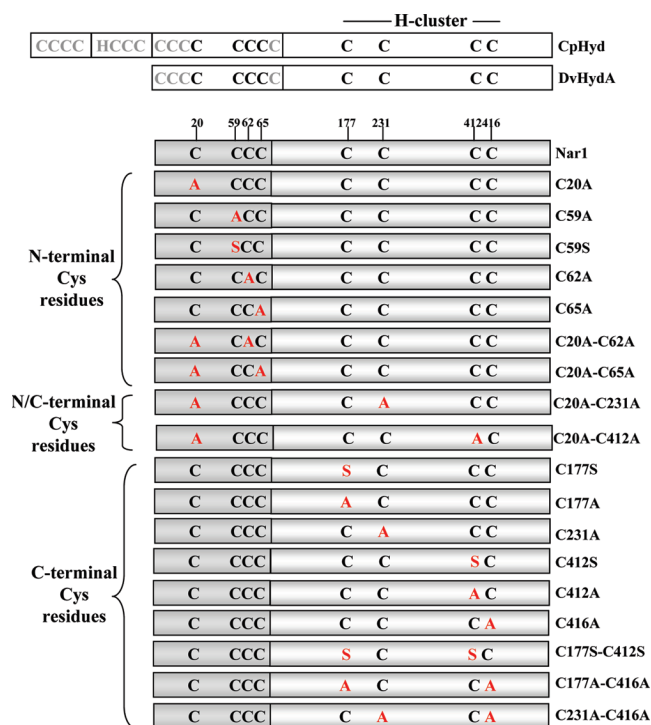 H-cluster
CCCC HCCC CCCC CCCC C C C C CpHyd
CCCC CCCC C C C C DvHydA
20 59 62 65 177 231 412416
C CCC C C C C Nar1
A CCC C C C C C20A
C ACC C C C C C59A
C SCC C C C C C59S
C CAC C C C C C62A
C CCA C C C C C65A
A CAC C C C C C20A-C62A
A CCA C C C C C20A-C65A
N-terminal
Cys
residues
A CCC C A C C C20A-C231A
A CCC C C A C C20A-C412A
N/C-terminal
Cys
residues
C CCC S C C C C177S
C CCC A C C C C177A
C CCC C A C C C231A
C CCC C C S C C412S
C CCC C C A C C412A
C CCC C C C A C416A
C CCC S C S C C177S-C412S
C CCC A C C A C177A-C416A
C CCC C A C A C231A-C416A
C-terminal
Cys
residues